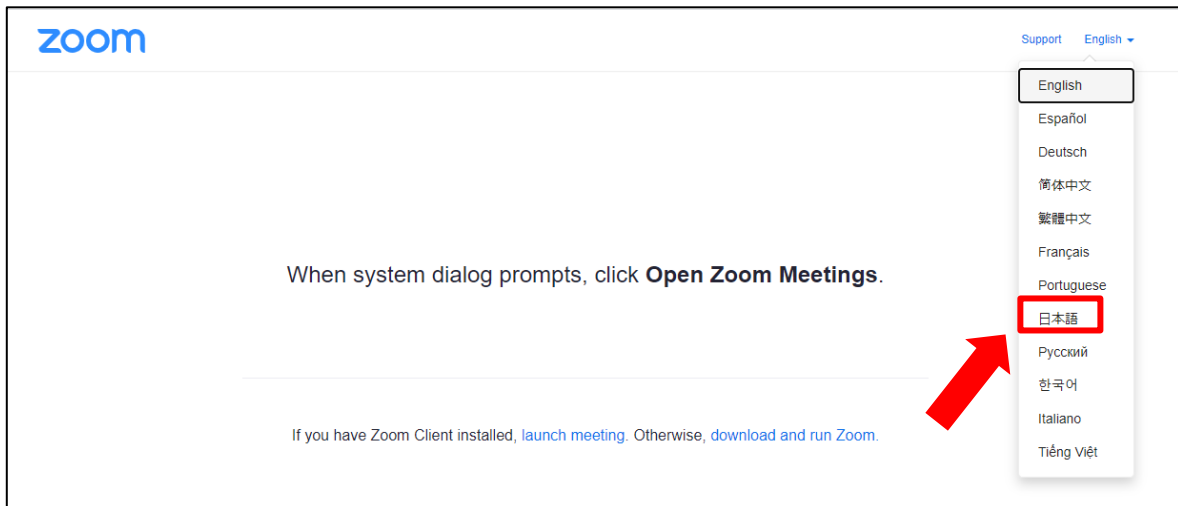 zoom
Support English
English
Español
Deutsch
简体中文
繁體中文
Français
Portuguese
日本語
Русский
한국어
Italiano
Tiếng Việt
When system dialog prompts, click Open Zoom Meetings.
If you have Zoom Client installed, launch meeting. Otherwise, download and run Zoom.